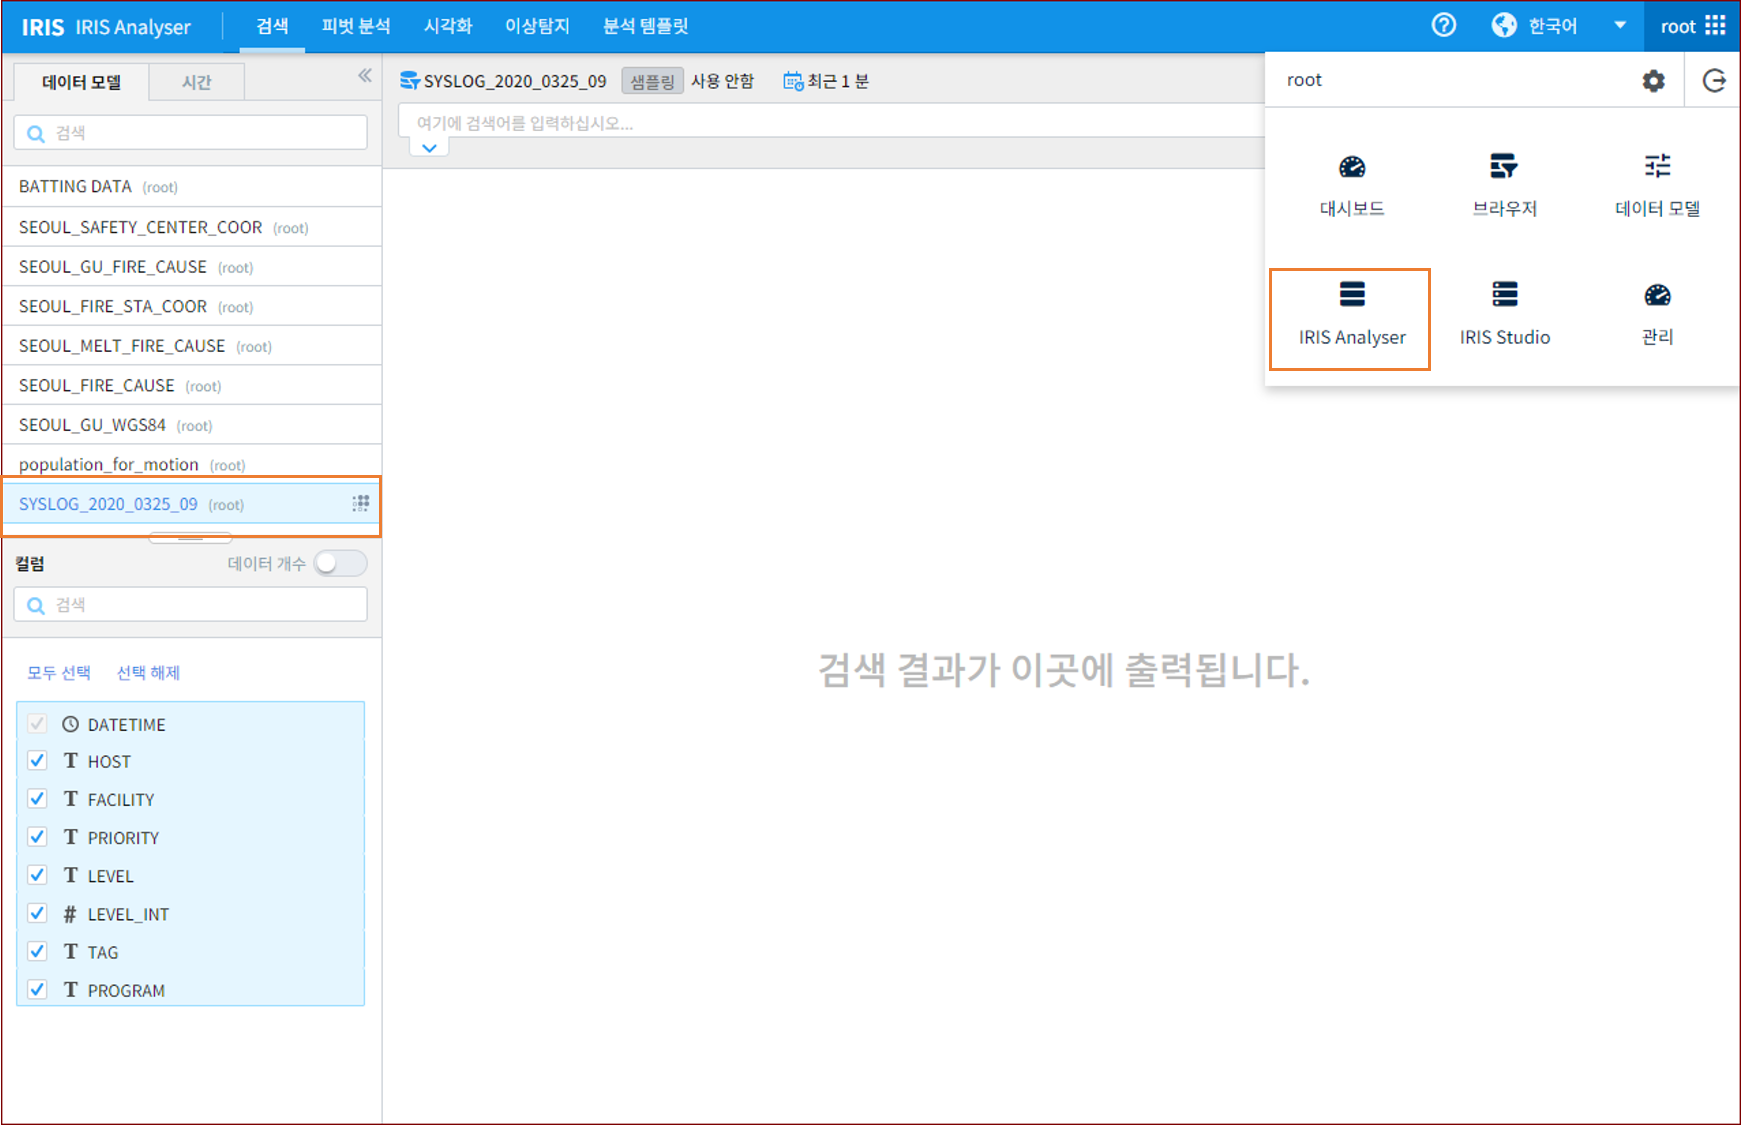 IRIS IRIS Analyser 검색 피벗 분석 시각화 이상탐지 분석 템플릿 한국어 root
데이터 모델 시간
검색
BATTING DATA (root)
SEOUL_SAFETY_CENTER_COOR (root)
SEOUL_GU_FIRE_CAUSE (root)
SEOUL_FIRE_STA_COOR (root)
SEOUL_MELT_FIRE_CAUSE (root)
SEOUL_FIRE_CAUSE (root)
SEOUL_GU_WGS84 (root)
population_for_motion (root)
SYSLOG_2020_0325_09 (root)
컬럼 데이터 개수
검색
모두 선택 선택 해제
DATETIME
T HOST
T FACILITY
T PRIORITY
T LEVEL
# LEVEL_INT
T TAG
T PROGRAM
SYSLOG_2020_0325_09 샘플링 사용 안함 최근 1 분
여기에 검색어를 입력하십시오...
검색 결과가 이곳에 출력됩니다.
root
대시보드 브라우저 데이터 모델
IRIS Analyser IRIS Studio 관리